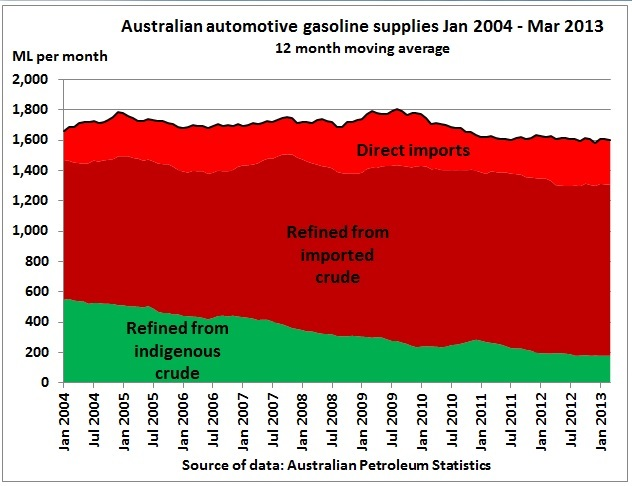 Australian automotive gasoline supplies Jan 2004 - Mar 2013
12 month moving average
ML per month
2,000
1,800
1,600
1,400
1,200
1,000
800
600
400
200
0
Direct imports
Refined from
imported
crude
Refined from
indigenous
crude
Jan 2004
Jul 2004
Jan 2005
Jul 2005
Jan 2006
Jul 2006
Jan 2007
Jul 2007
Jan 2008
Jul 2008
Jan 2009
Jul 2009
Jan 2010
Jul 2010
Jan 2011
Jul 2011
Jan 2012
Jul 2012
Jan 2013
Source of data: Australian Petroleum Statistics